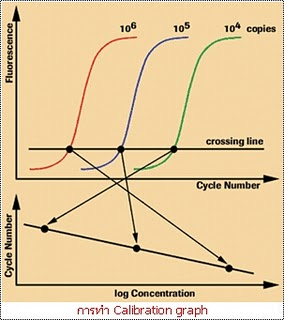 10⁶ 10⁵ 10⁴ copies
Fluorescence
crossing line
Cycle Number
Cycle Number
log Concentration
การทำ Calibration graph